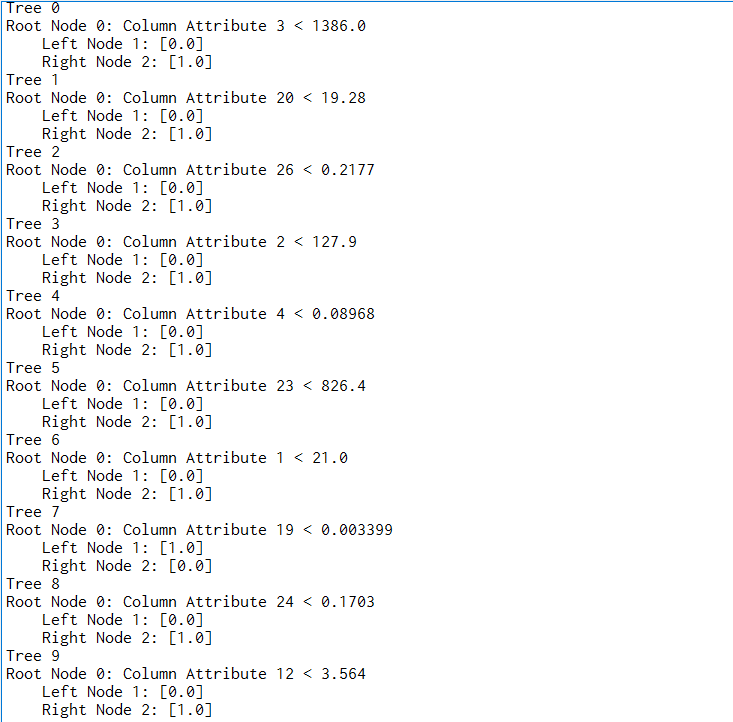 Tree 0
Root Node 0: Column Attribute 3 < 1386.0
    Left Node 1: [0.0]
    Right Node 2: [1.0]
Tree 1
Root Node 0: Column Attribute 20 < 19.28
    Left Node 1: [0.0]
    Right Node 2: [1.0]
Tree 2
Root Node 0: Column Attribute 26 < 0.2177
    Left Node 1: [0.0]
    Right Node 2: [1.0]
Tree 3
Root Node 0: Column Attribute 2 < 127.9
    Left Node 1: [0.0]
    Right Node 2: [1.0]
Tree 4
Root Node 0: Column Attribute 4 < 0.08968
    Left Node 1: [0.0]
    Right Node 2: [1.0]
Tree 5
Root Node 0: Column Attribute 23 < 826.4
    Left Node 1: [0.0]
    Right Node 2: [1.0]
Tree 6
Root Node 0: Column Attribute 1 < 21.0
    Left Node 1: [0.0]
    Right Node 2: [1.0]
Tree 7
Root Node 0: Column Attribute 19 < 0.003399
    Left Node 1: [1.0]
    Right Node 2: [0.0]
Tree 8
Root Node 0: Column Attribute 24 < 0.1703
    Left Node 1: [0.0]
    Right Node 2: [1.0]
Tree 9
Root Node 0: Column Attribute 12 < 3.564
    Left Node 1: [0.0]
    Right Node 2: [1.0]